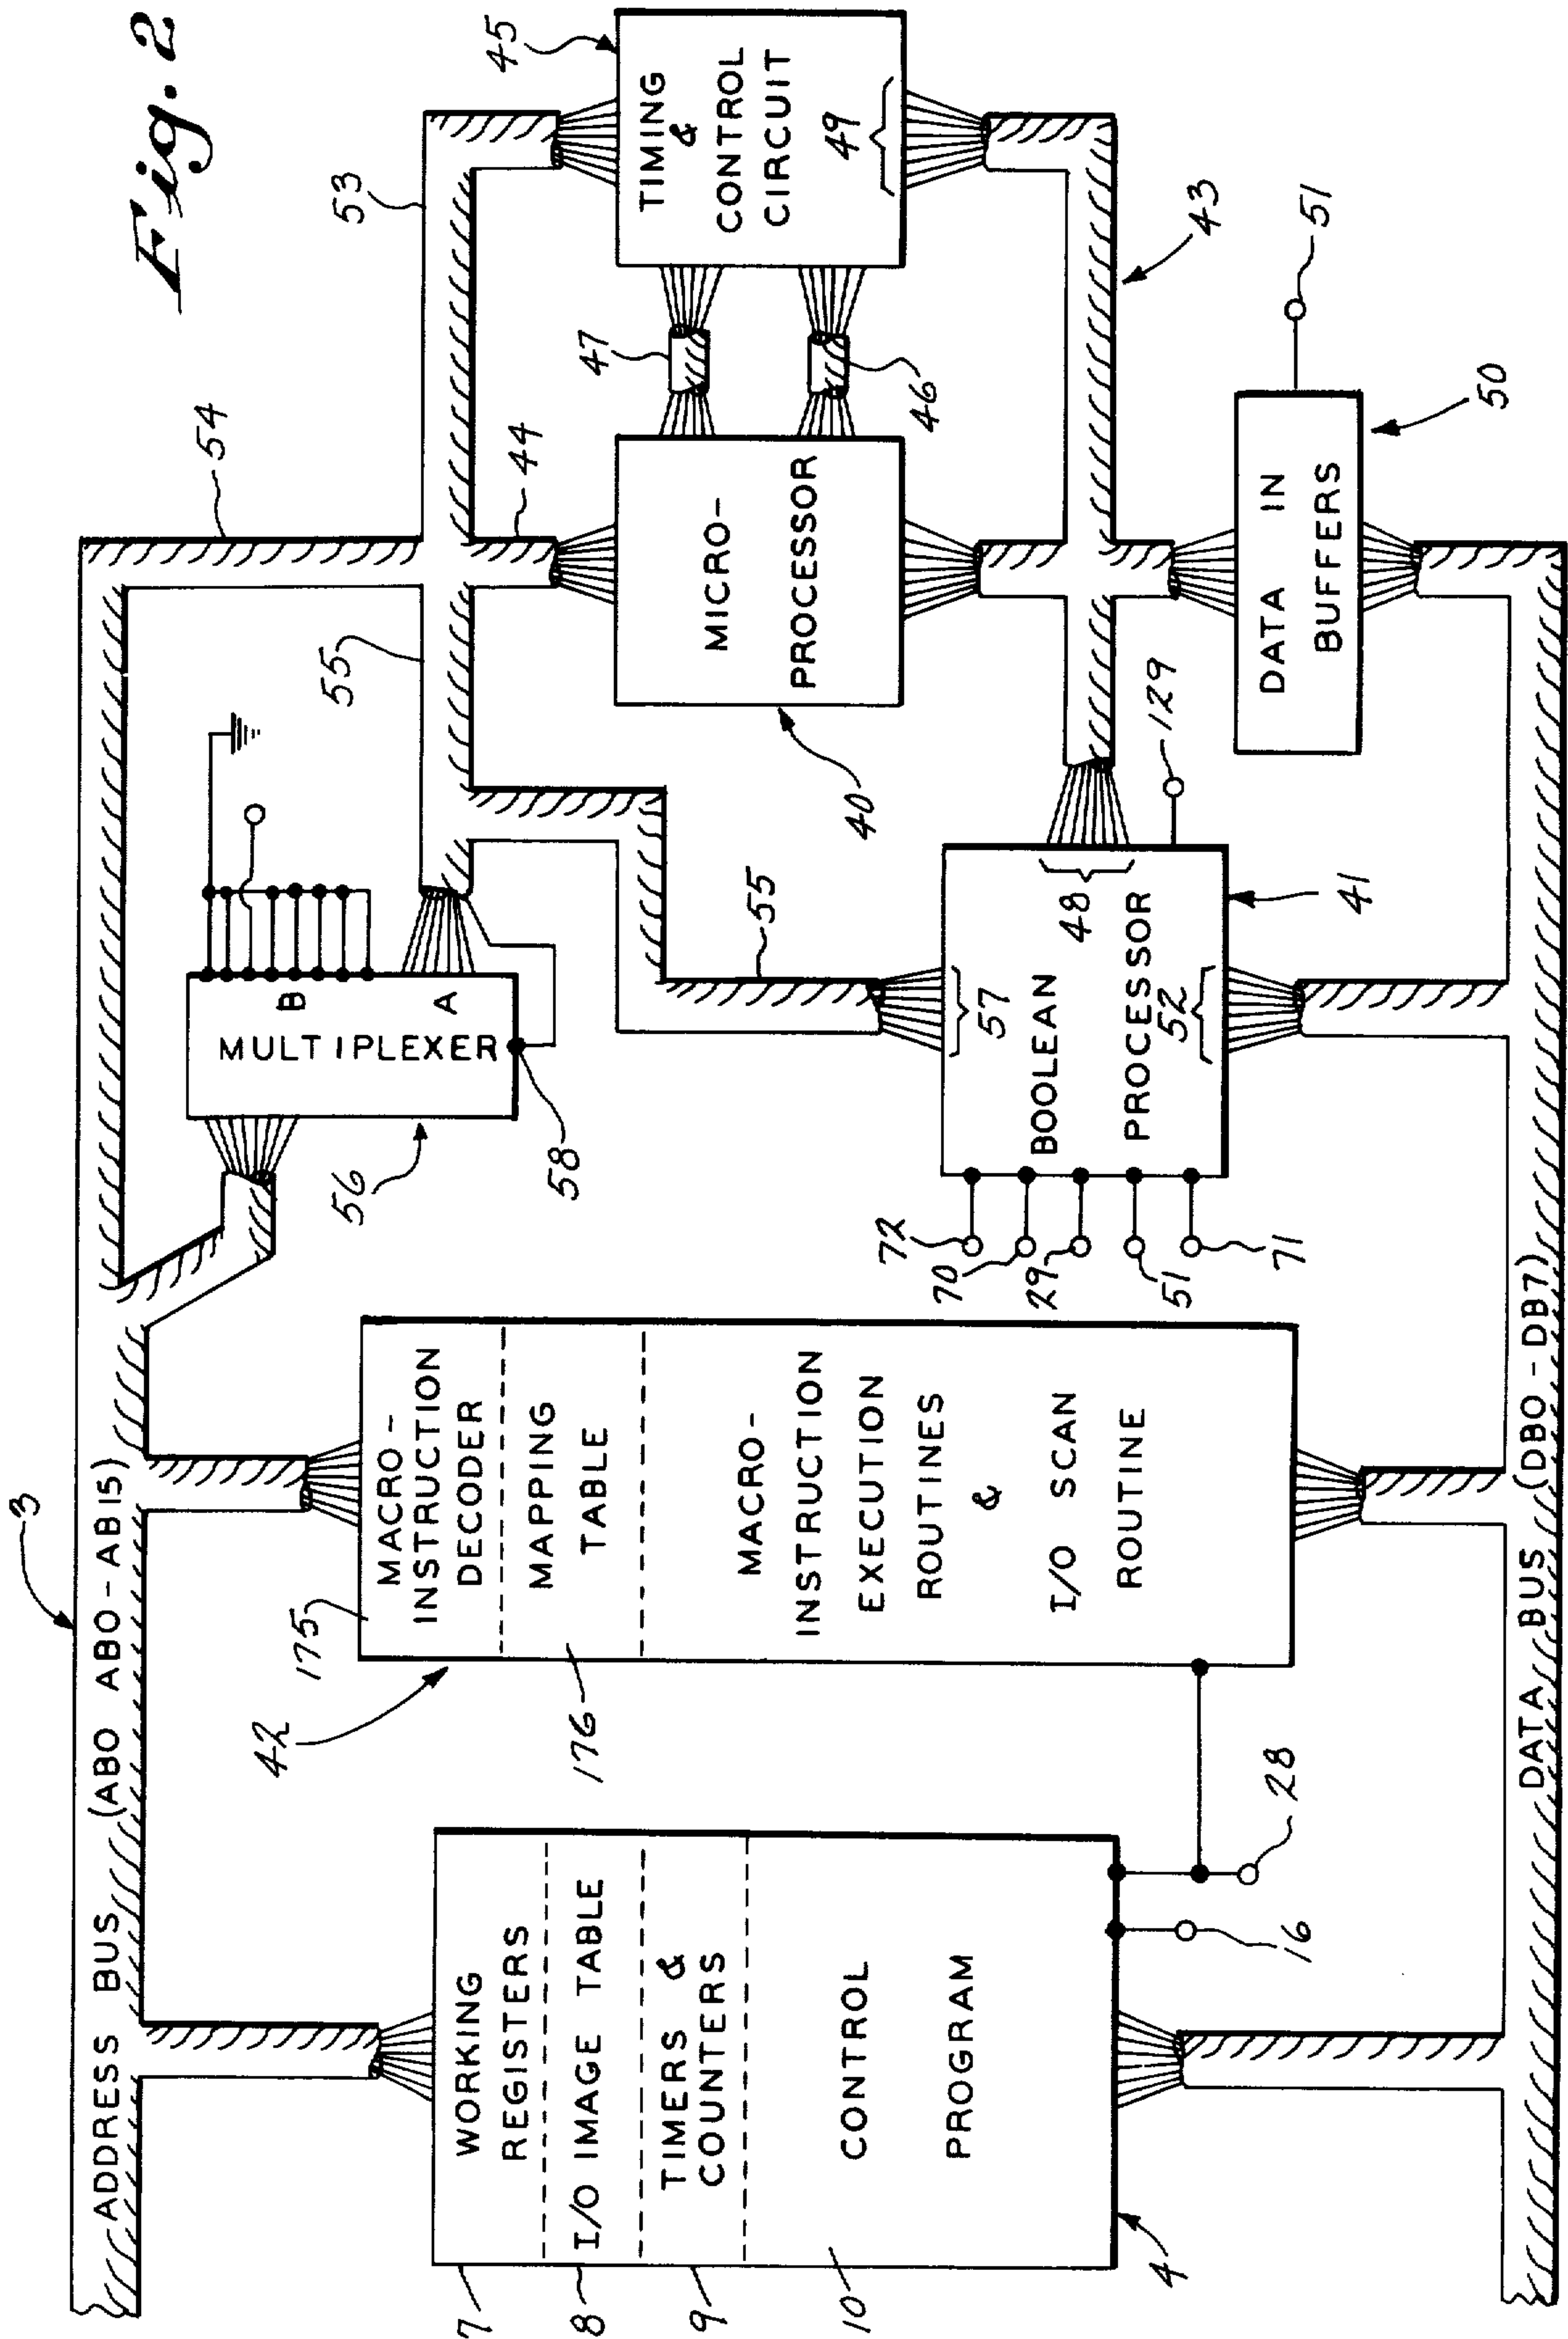 Fig. 2
3
ADDRESS BUS (ABO ABO-AB15)
54
53
45
44
55
47
46
TIMING
&
CONTROL
CIRCUIT
49
MICRO-
PROCESSOR
40
43
MULTIPLEXER
B
A
56
58
55
57
BOOLEAN
PROCESSOR
48
52
129
41
72
70
29
51
71
DATA IN
BUFFERS
51
50
175
MACRO-
INSTRUCTION
DECODER
MAPPING
TABLE
MACRO-
INSTRUCTION
EXECUTION
ROUTINES
&
I/O SCAN
ROUTINE
42
176
7
WORKING
REGISTERS
8
I/O IMAGE TABLE
9
TIMERS &
COUNTERS
10
CONTROL
PROGRAM
4
16
28
DATA BUS (DBO-DB7)